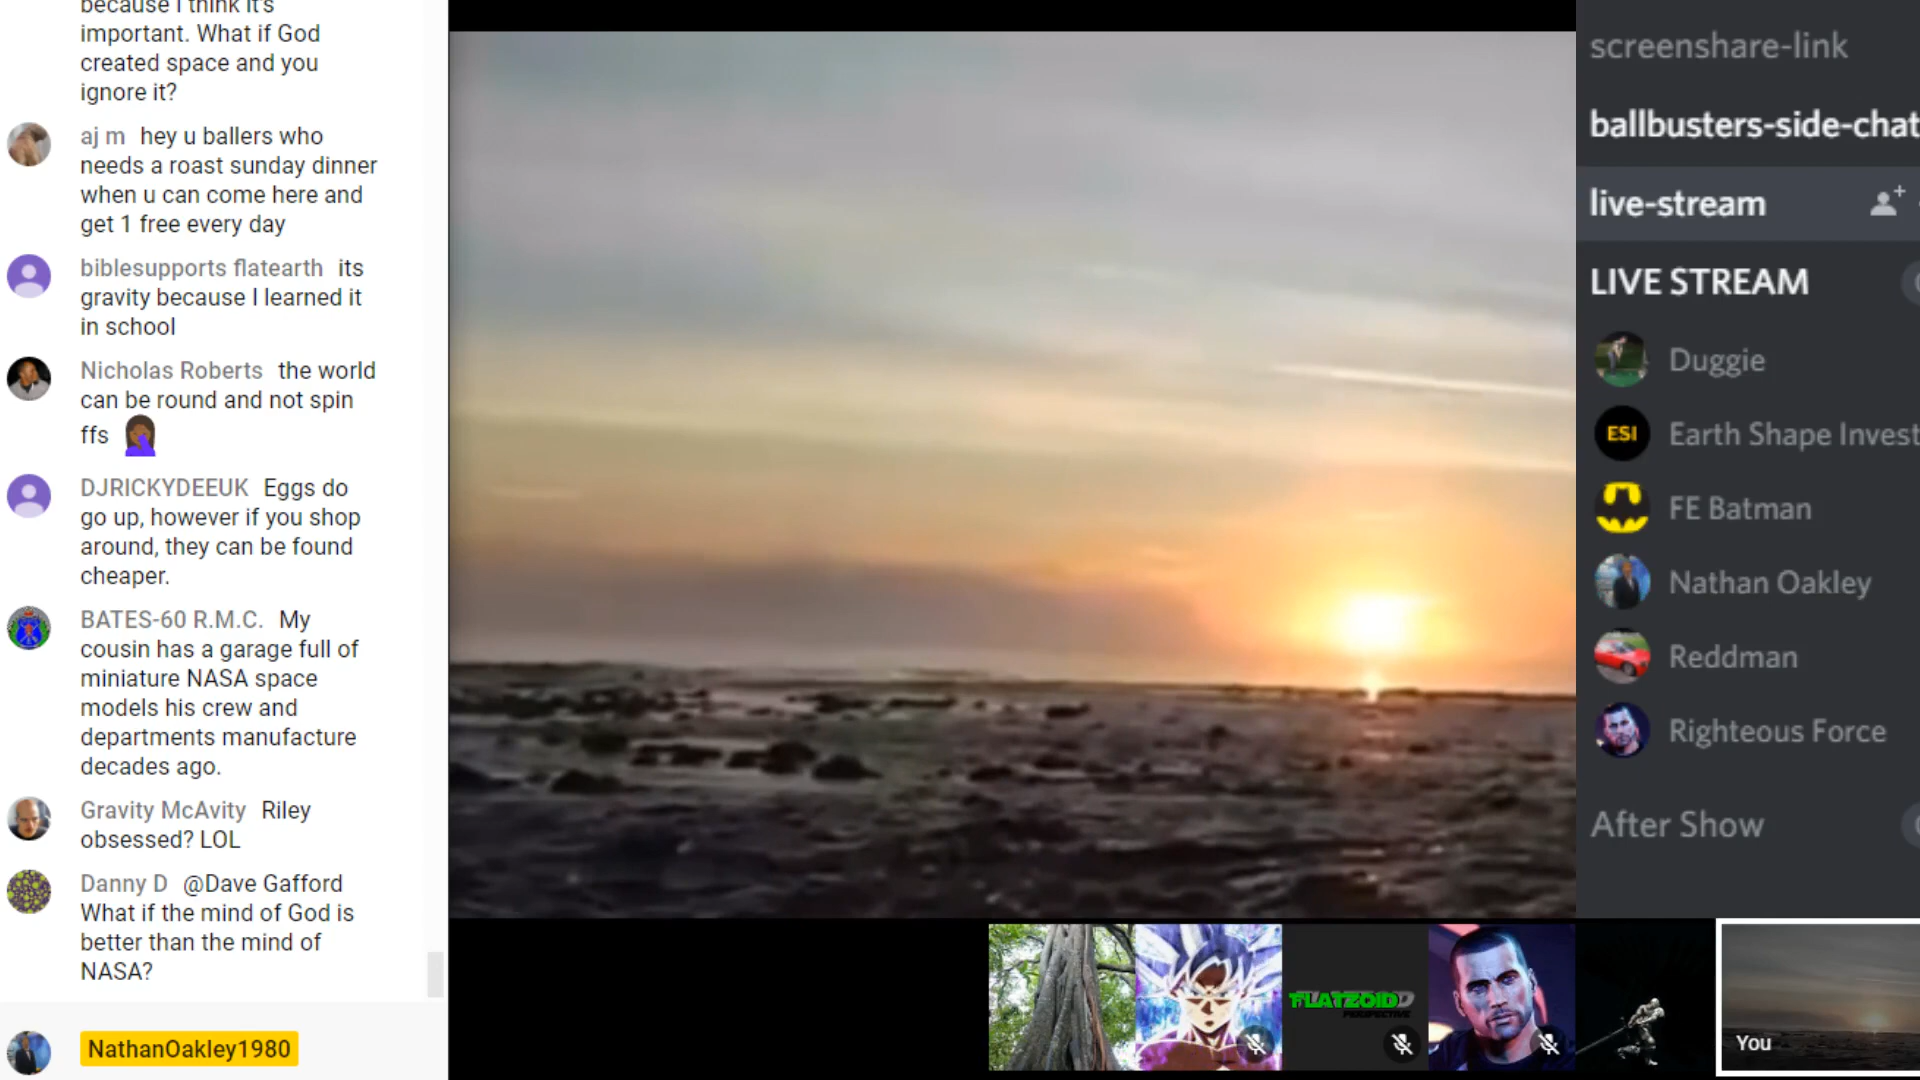 because I think it's
important. What if God
created space and you
ignore it?
aj m hey u ballers who
needs a roast sunday dinner
when u can come here and
get 1 free every day
biblesupports flatearth its
gravity because I learned it
in school
Nicholas Roberts the world
can be round and not spin
ffs
DJRICKYDEEUK Eggs do
go up, however if you shop
around, they can be found
cheaper.
BATES-60 R.M.C. My
cousin has a garage full of
miniature NASA space
models his crew and
departments manufacture
decades ago.
Gravity McAvity Riley
obsessed? LOL
Danny D @Dave Gafford
What if the mind of God is
better than the mind of
NASA?
NathanOakley1980
screenshare-link
ballbusters-side-chat
live-stream
LIVE STREAM
Duggie
ESI
Earth Shape Invest
FE Batman
Nathan Oakley
Reddman
Righteous Force
After Show
FLATZOIDD
PERSPECTIVE
You